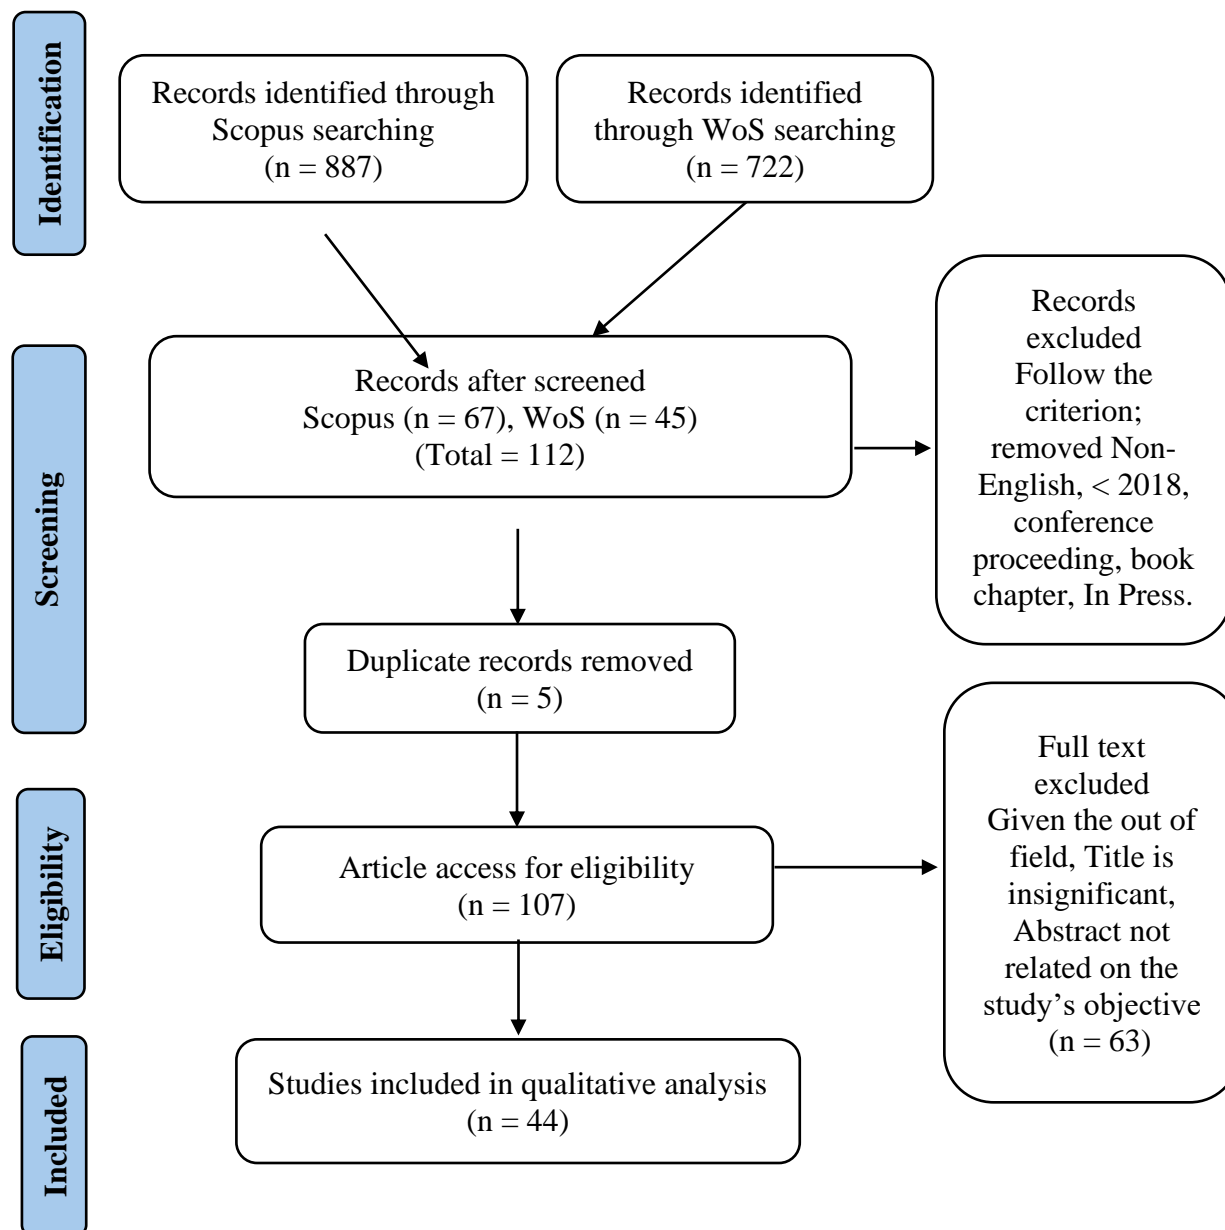 Identification
Records identified through
Scopus searching
(n = 887)
Records identified
through WoS searching
(n = 722)
Screening
Records after screened
Scopus (n = 67), WoS (n = 45)
(Total = 112)
Records
excluded
Follow the
criterion;
removed Non-
English, < 2018,
conference
proceeding, book
chapter, In Press.
Duplicate records removed
(n = 5)
Eligibility
Article access for eligibility
(n = 107)
Full text
excluded
Given the out of
field, Title is
insignificant,
Abstract not
related on the
study’s objective
(n = 63)
Included
Studies included in qualitative analysis
(n = 44)